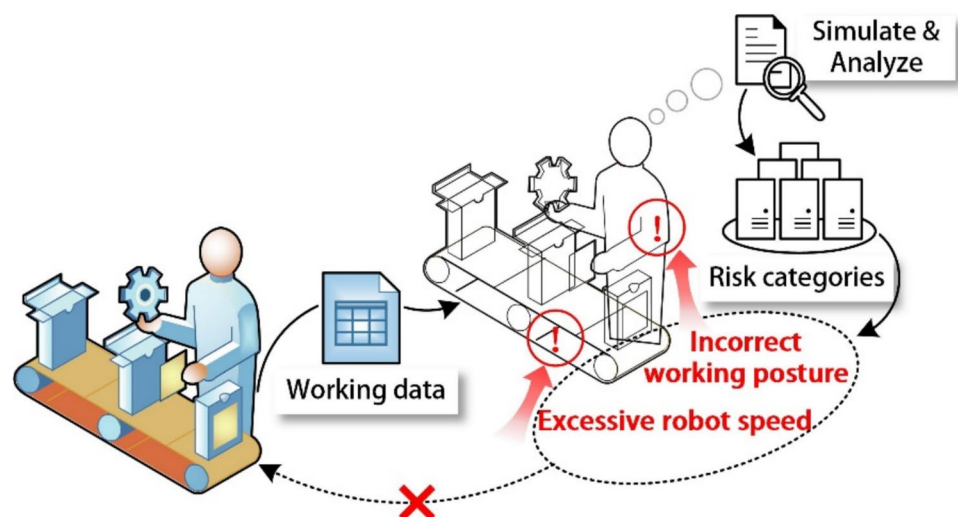 Simulate &
Analyze
Risk categories
Working data
!
!
Incorrect
working posture
Excessive robot speed